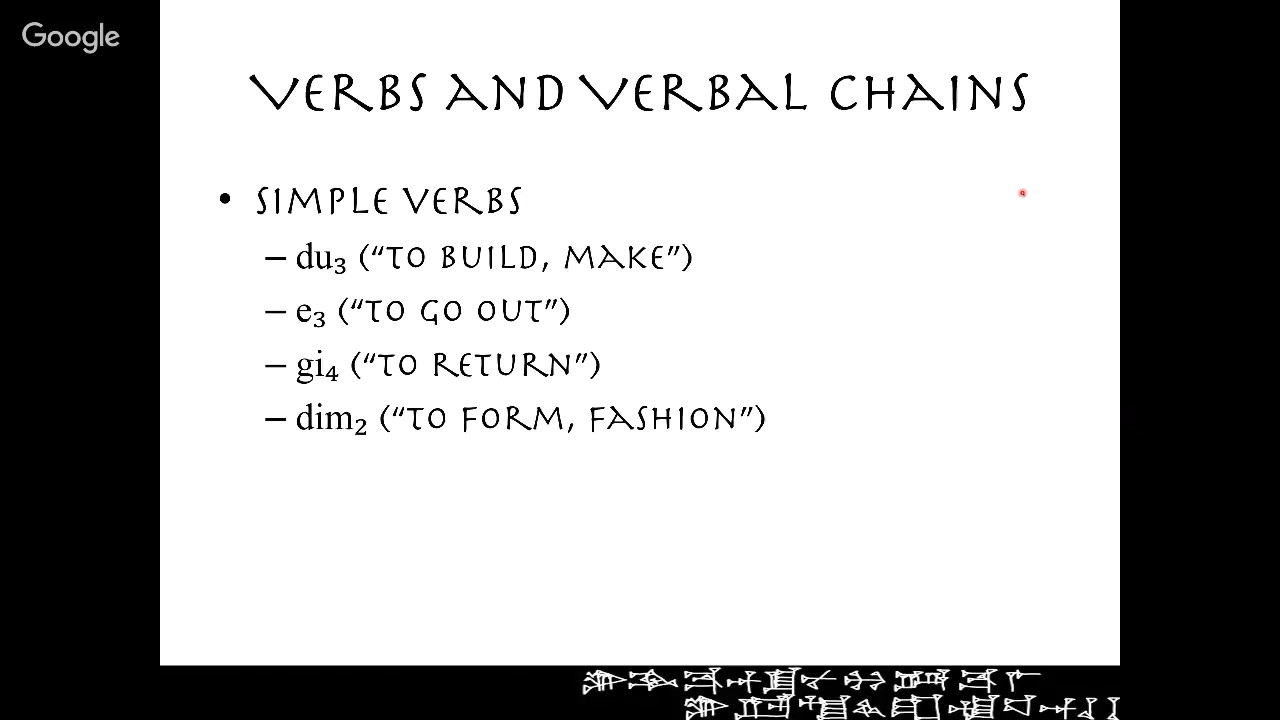 Google
VERBS AND VERBAL CHAINS
• SIMPLE VERBS
– du₃ (“TO BUILD, MAKE”)
– e₃ (“TO GO OUT”)
– gi₄ (“TO RETURN”)
– dim₂ (“TO FORM, FASHION”)